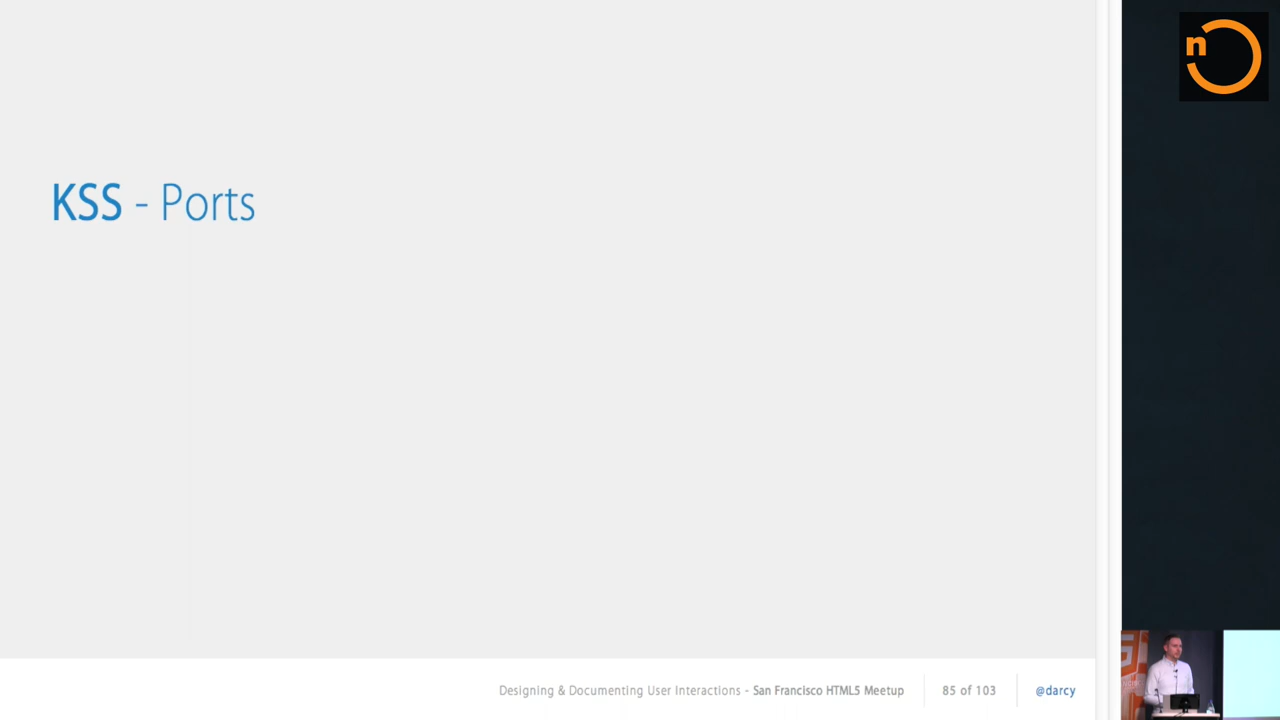 n
KSS - Ports
Designing & Documenting User Interactions - San Francisco HTML5 Meetup
85 of 103
@darcy